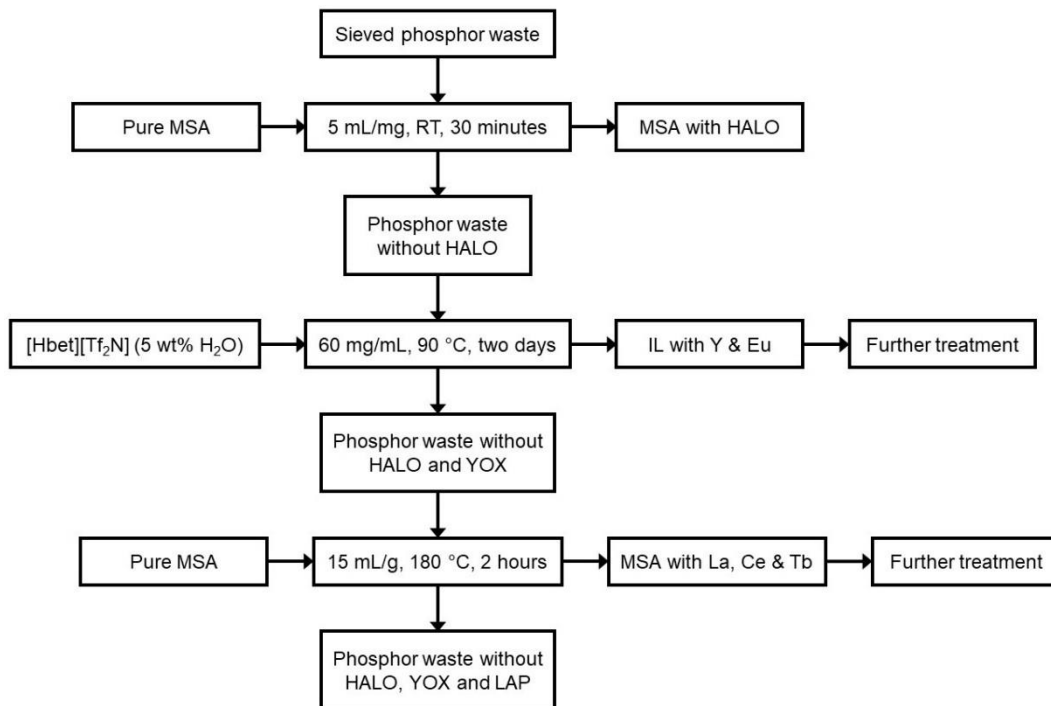 Sieved phosphor waste
Pure MSA
5 mL/mg, RT, 30 minutes
MSA with HALO
Phosphor waste
without HALO
[Hbet][Tf₂N] (5 wt% H₂O)
60 mg/mL, 90 °C, two days
IL with Y & Eu
Further treatment
Phosphor waste without
HALO and YOX
Pure MSA
15 mL/g, 180 °C, 2 hours
MSA with La, Ce & Tb
Further treatment
Phosphor waste without
HALO, YOX and LAP